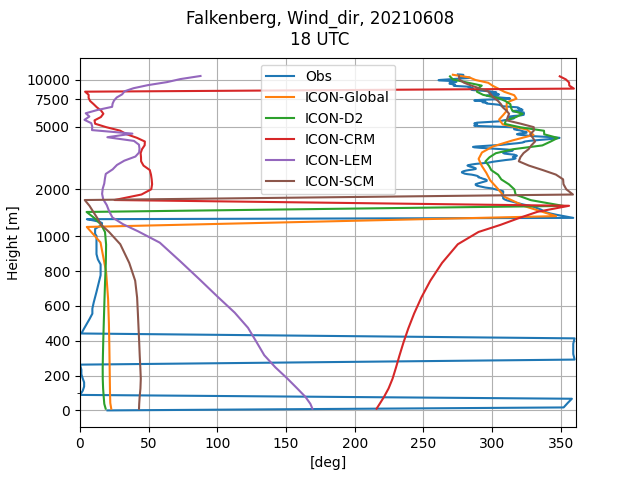 Falkenberg, Wind_dir, 20210608
18 UTC
Height [m]
10000
7500
5000
2000
1000
800
600
400
200
0
Obs
ICON-Global
ICON-D2
ICON-CRM
ICON-LEM
ICON-SCM
0 50 100 150 200 250 300 350
[deg]